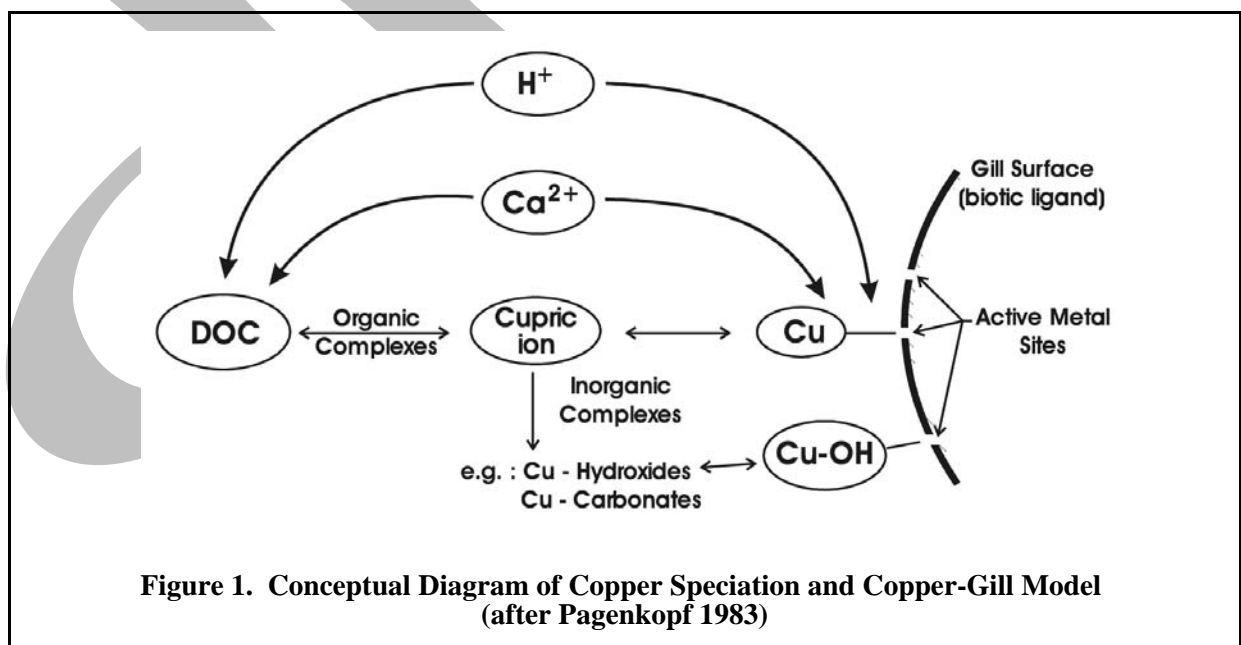 H⁺
Ca²⁺
Gill Surface
(biotic ligand)
DOC
Organic
Complexes
Cupric
ion
Cu
Active Metal
Sites
Inorganic
Complexes
Cu-OH
e.g. : Cu - Hydroxides
Cu - Carbonates
Figure 1. Conceptual Diagram of Copper Speciation and Copper-Gill Model
(after Pagenkopf 1983)